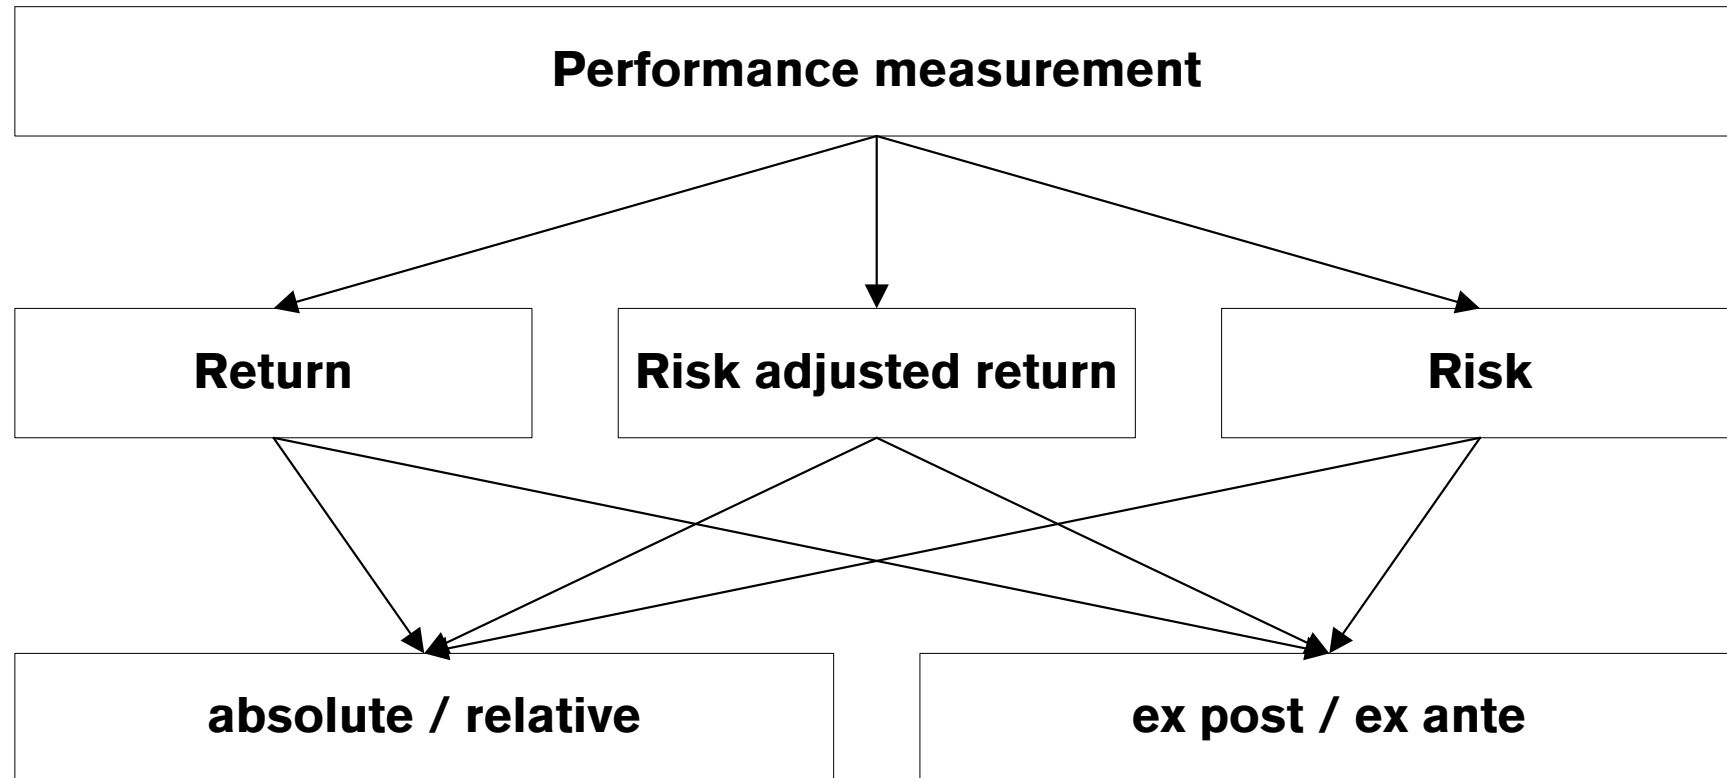 Performance measurement
Return
Risk adjusted return
Risk
absolute / relative
ex post / ex ante